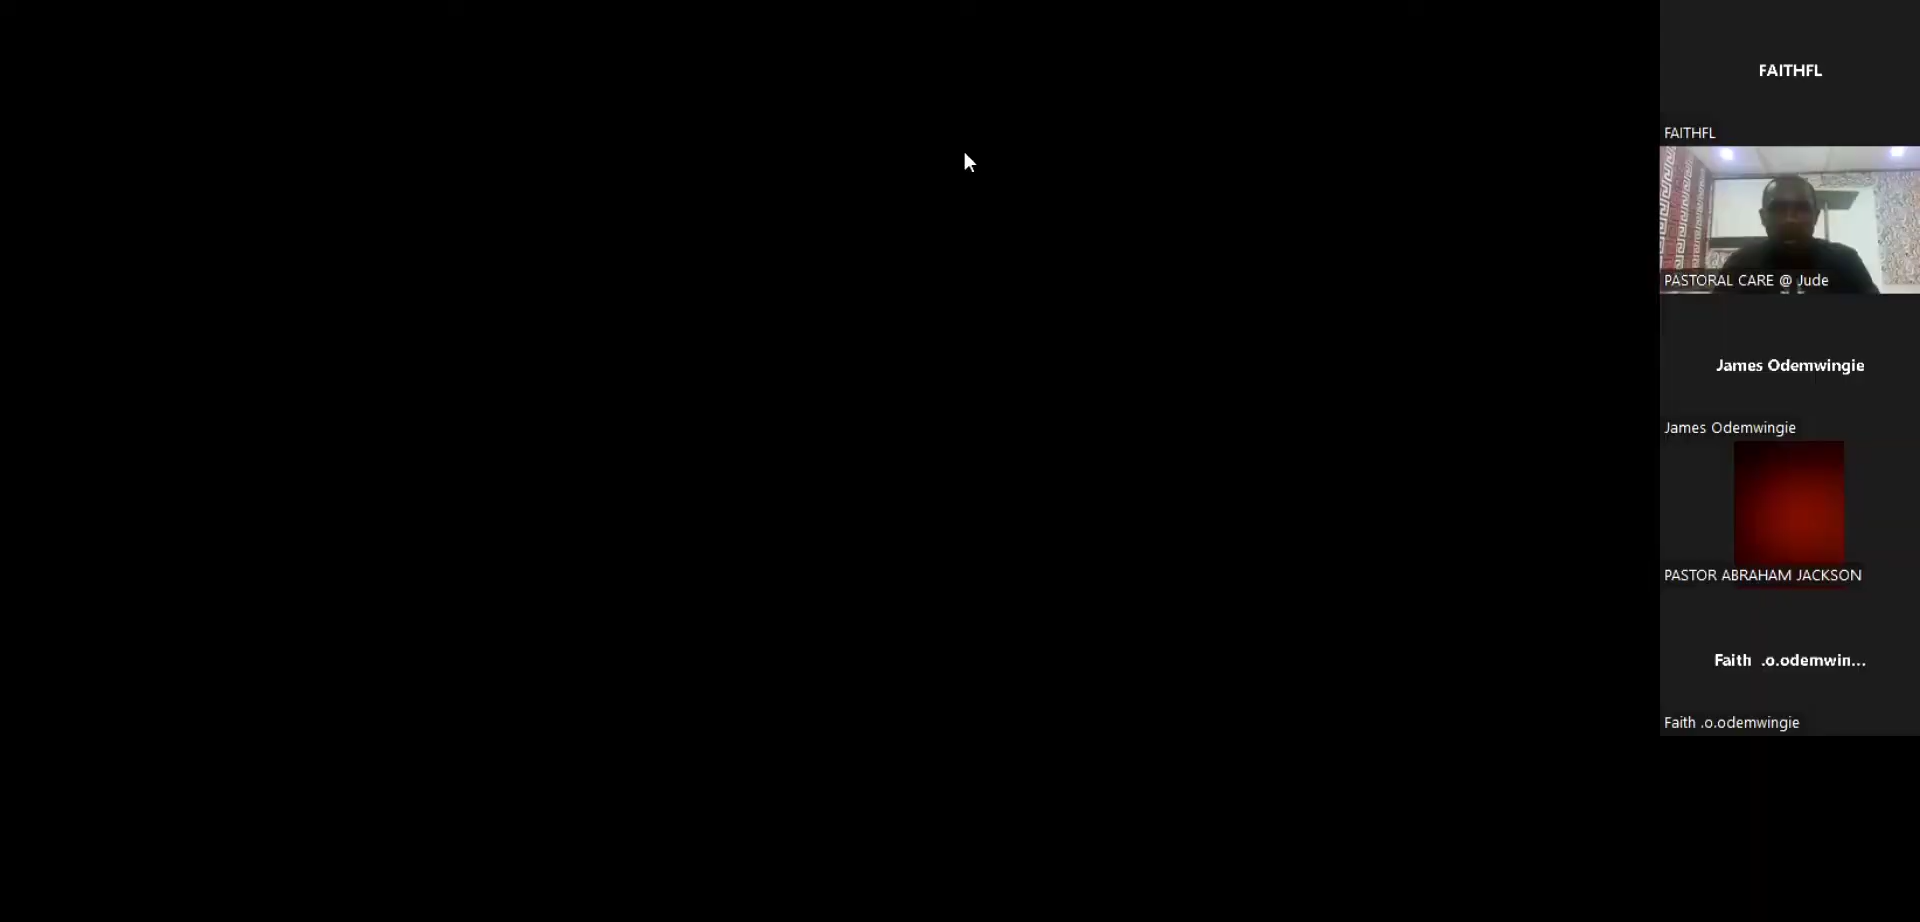 FAITHFL
FAITHFL
PASTORAL CARE @ Jude
James Odemwingie
James Odemwingie
PASTOR ABRAHAM JACKSON
Faith .o.odemwin...
Faith .o.odemwingie